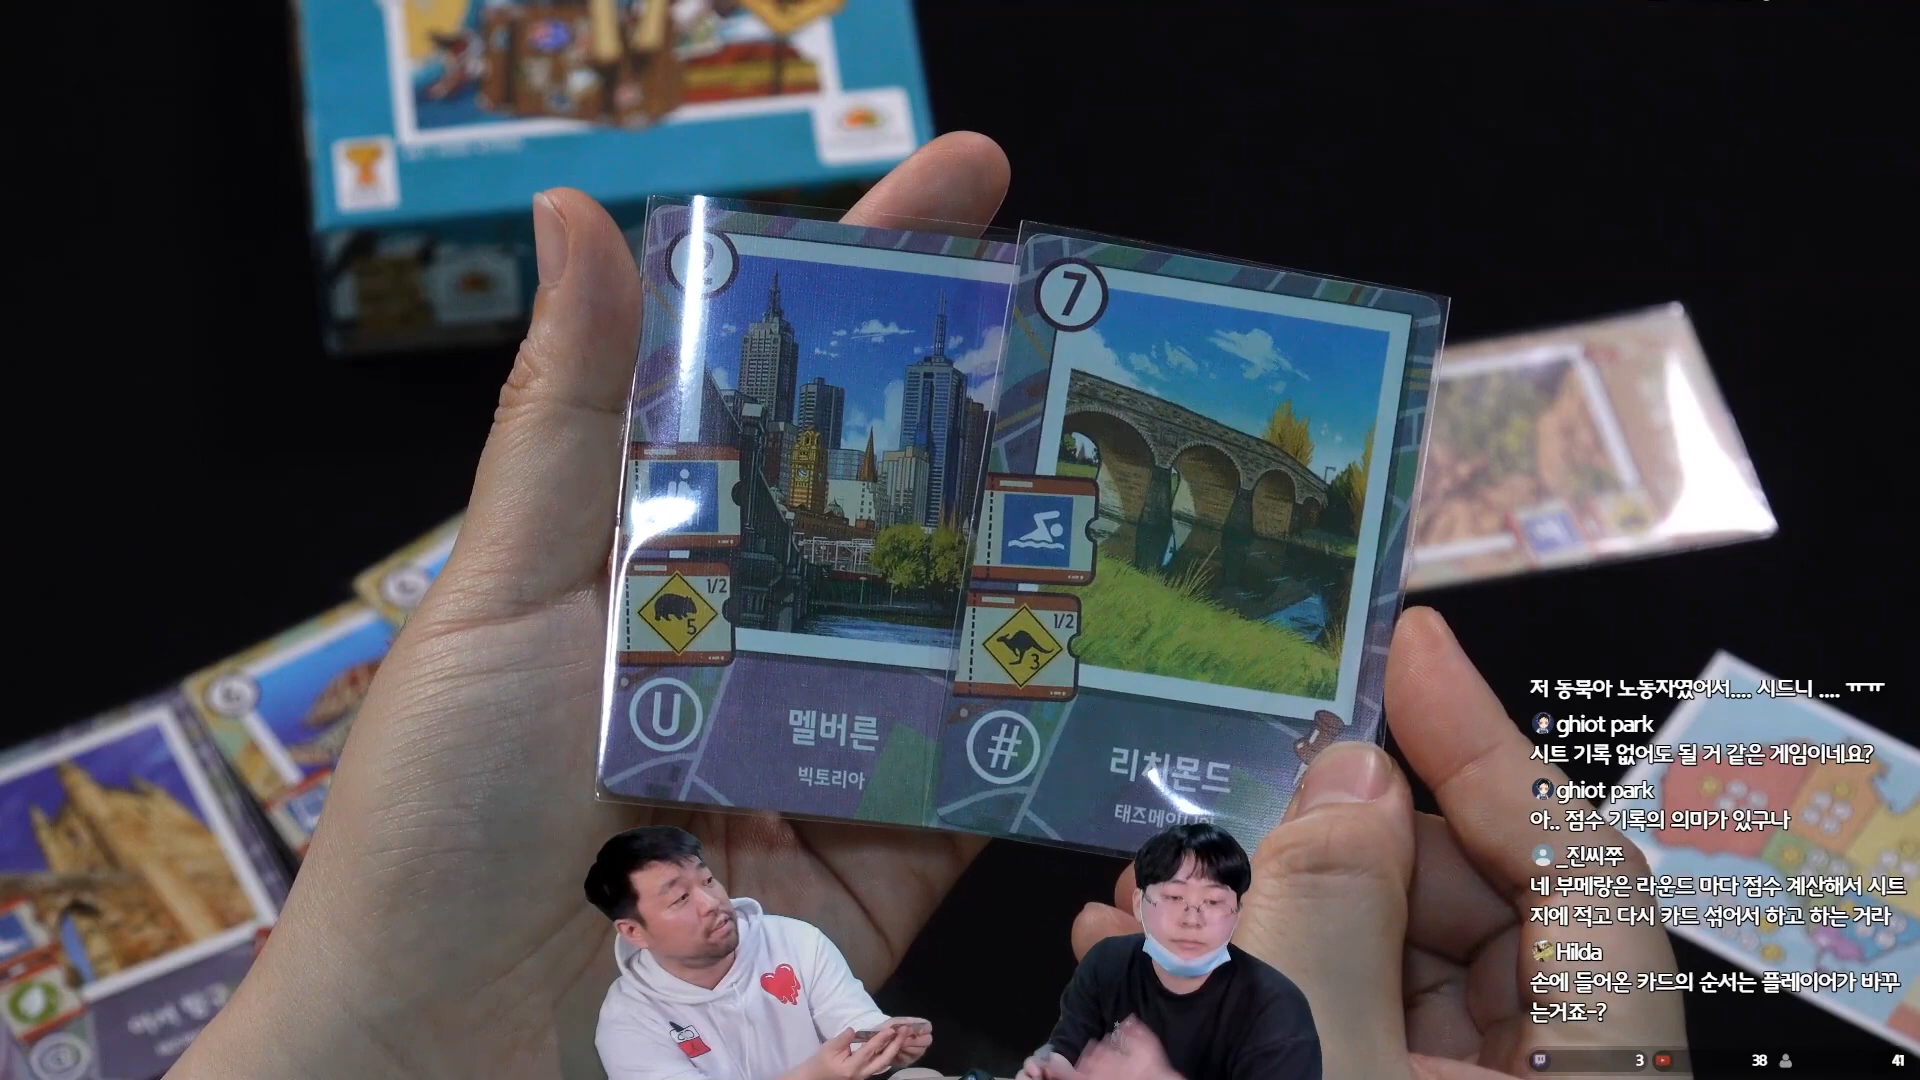 7
1/2
5
1/2
3
U
멜버른
빅토리아
#
리치몬드
저 동북아 노동자였어서.... 시드니 .... ㅠㅠ
ghiot park
시트 기록 없어도 될 거 같은 게임이네요?
ghiot park
아.. 점수 기록의 의미가 있구나
_진씨쭈
네 부메랑은 라운드 마다 점수 계산해서 시트
지에 적고 다시 카드 섞어서 하고 하는 거라
Hilda
손에 들어온 카드의 순서는 플레이어가 바꾸
는거죠-?
3
38
41